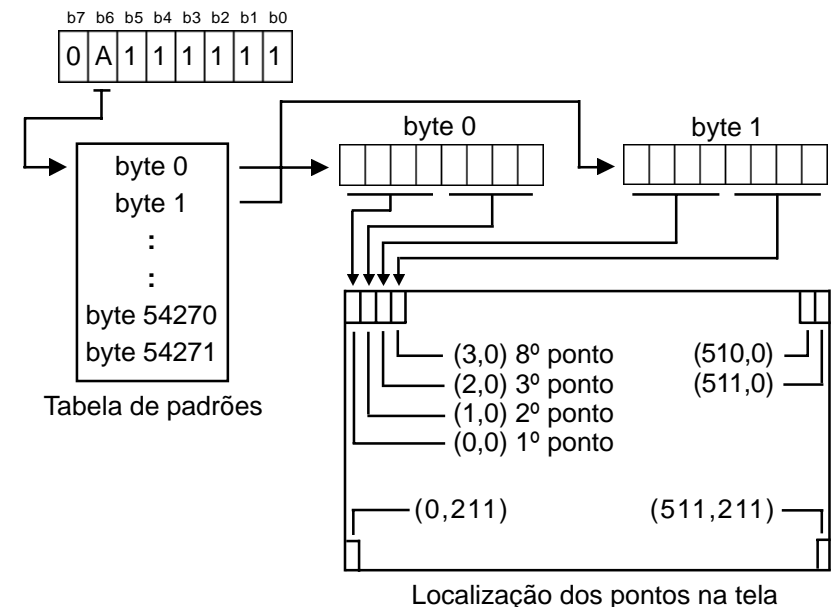 b7 b6 b5 b4 b3 b2 b1 b0
0 A 1 1 1 1 1 1
byte 0
byte 1
:
:
byte 54270
byte 54271
Tabela de padrões
byte 0
byte 1
(3,0) 8º ponto
(2,0) 3º ponto
(1,0) 2º ponto
(0,0) 1º ponto
(510,0)
(511,0)
(0,211)
(511,211)
Localização dos pontos na tela